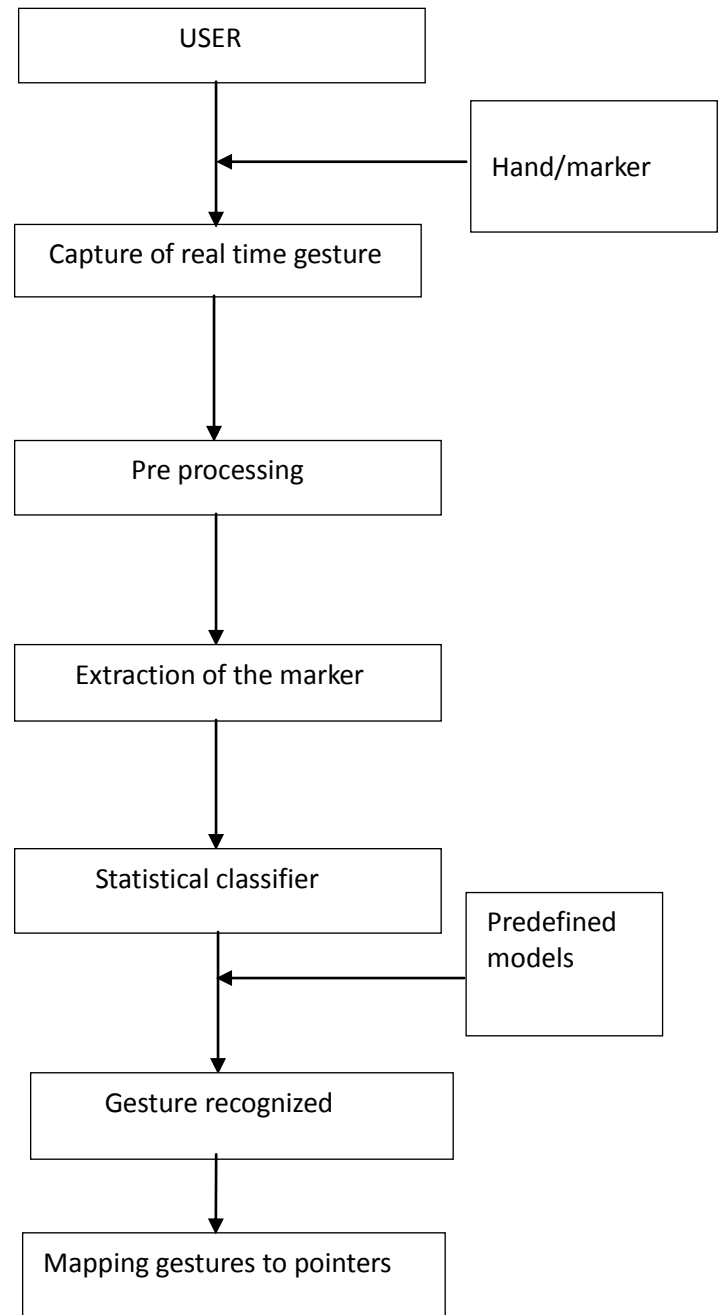 USER
Hand/marker
Capture of real time gesture
Pre processing
Extraction of the marker
Statistical classifier
Predefined
models
Gesture recognized
Mapping gestures to pointers